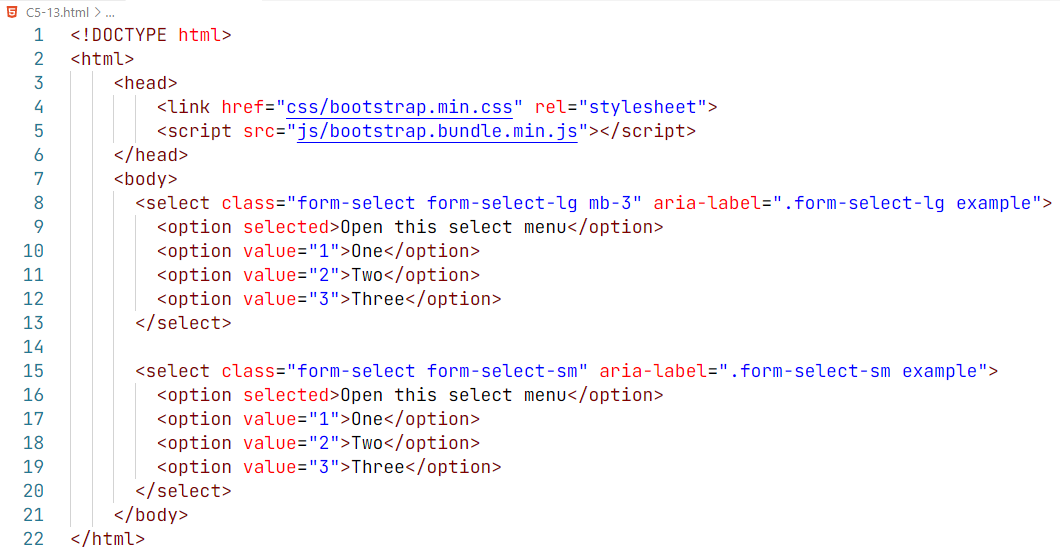 C5-13.html > ...
1 <!DOCTYPE html>
2 <html>
3     <head>
4         <link href="css/bootstrap.min.css" rel="stylesheet">
5         <script src="js/bootstrap.bundle.min.js"></script>
6     </head>
7     <body>
8       <select class="form-select form-select-lg mb-3" aria-label=".form-select-lg example">
9         <option selected>Open this select menu</option>
10         <option value="1">One</option>
11         <option value="2">Two</option>
12         <option value="3">Three</option>
13       </select>
14
15       <select class="form-select form-select-sm" aria-label=".form-select-sm example">
16         <option selected>Open this select menu</option>
17         <option value="1">One</option>
18         <option value="2">Two</option>
19         <option value="3">Three</option>
20       </select>
21     </body>
22 </html>